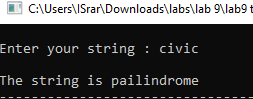 C:\Users\ISrar\Downloads\labs\lab 9\lab9 t
Enter your string : civic
The string is pailindrome
--------------------------------